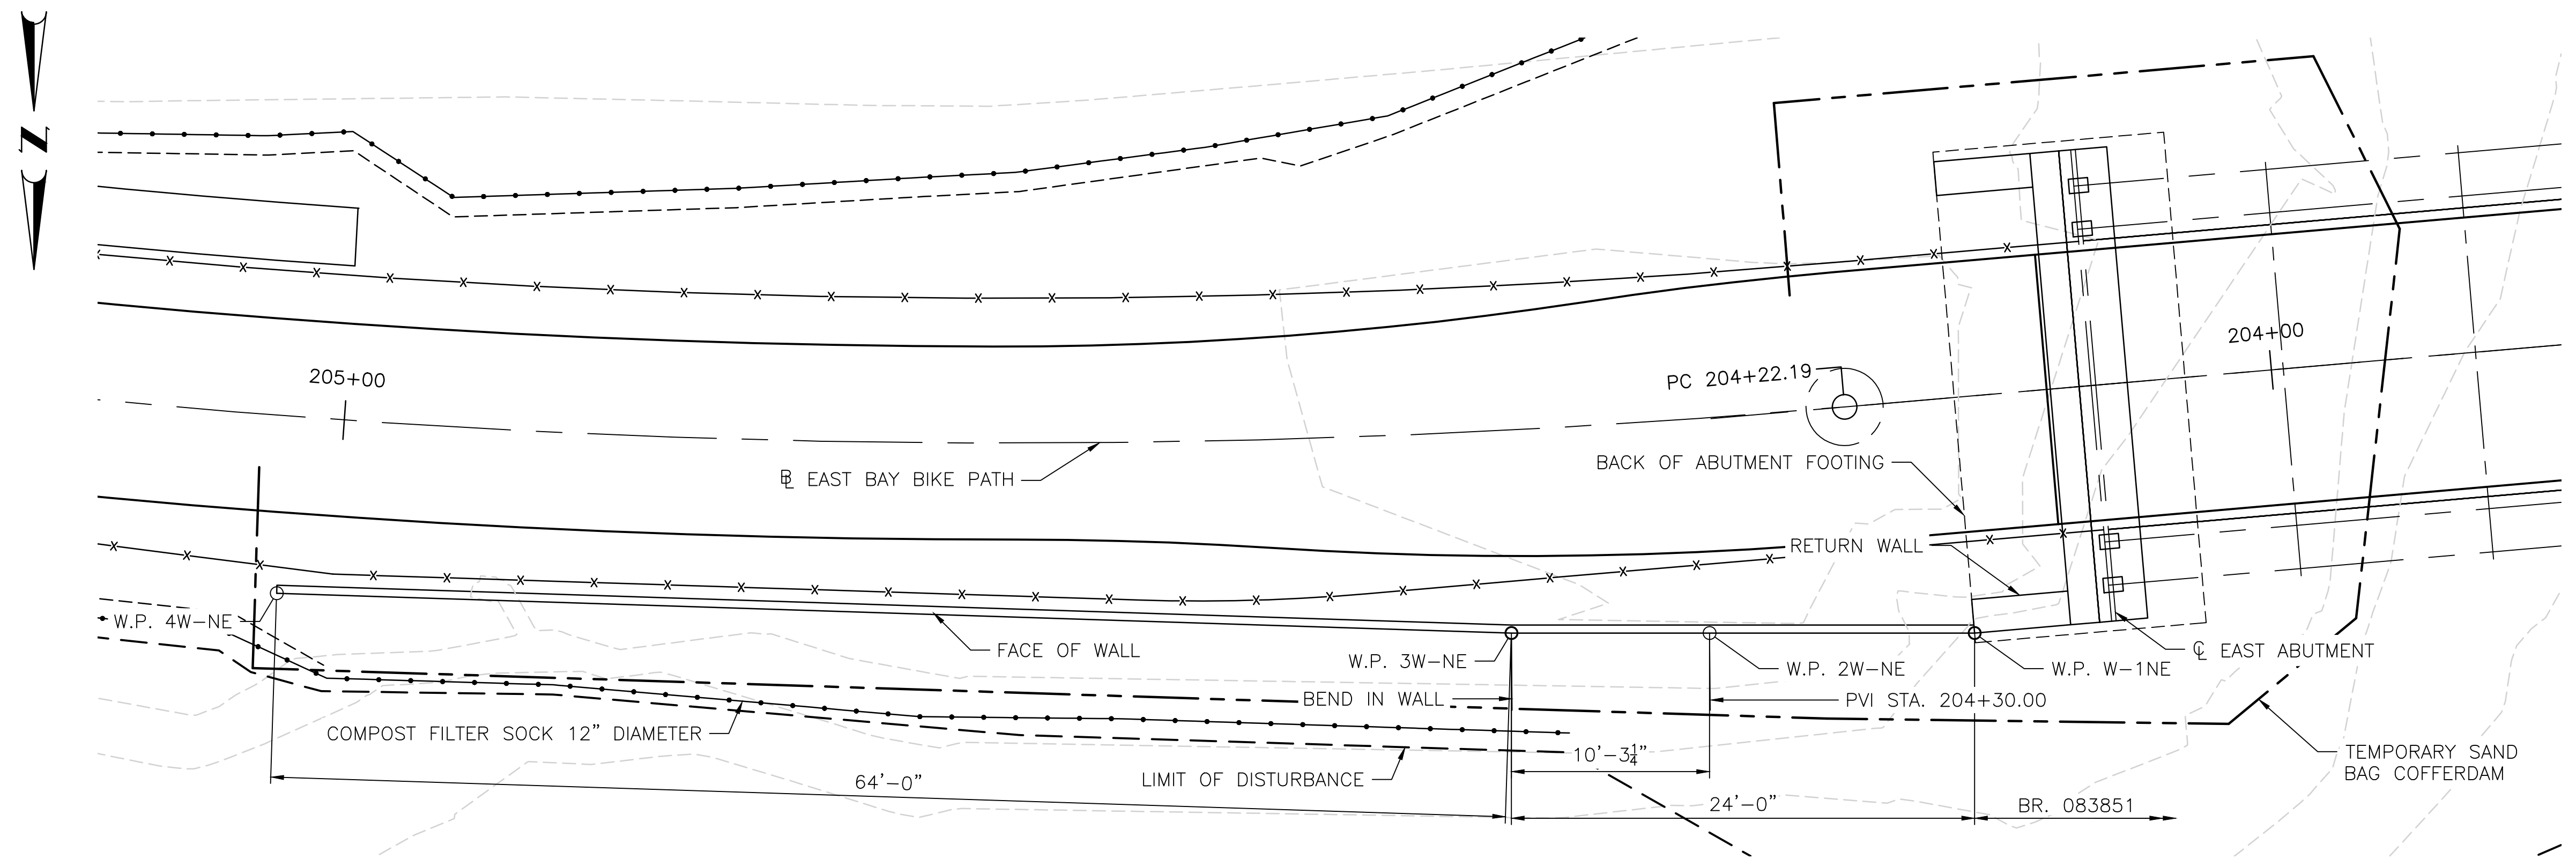 N
204+00
205+00
PC 204+22.19
BACK OF ABUTMENT FOOTING
℄ EAST BAY BIKE PATH
RETURN WALL
W.P. 4W-NE
FACE OF WALL
W.P. 3W-NE
W.P. 2W-NE
W.P. W-1NE
℄ EAST ABUTMENT
BEND IN WALL
PVI STA. 204+30.00
COMPOST FILTER SOCK 12" DIAMETER
LIMIT OF DISTURBANCE
10'-3¼"
TEMPORARY SAND
BAG COFFERDAM
64'-0"
24'-0"
BR. 083851